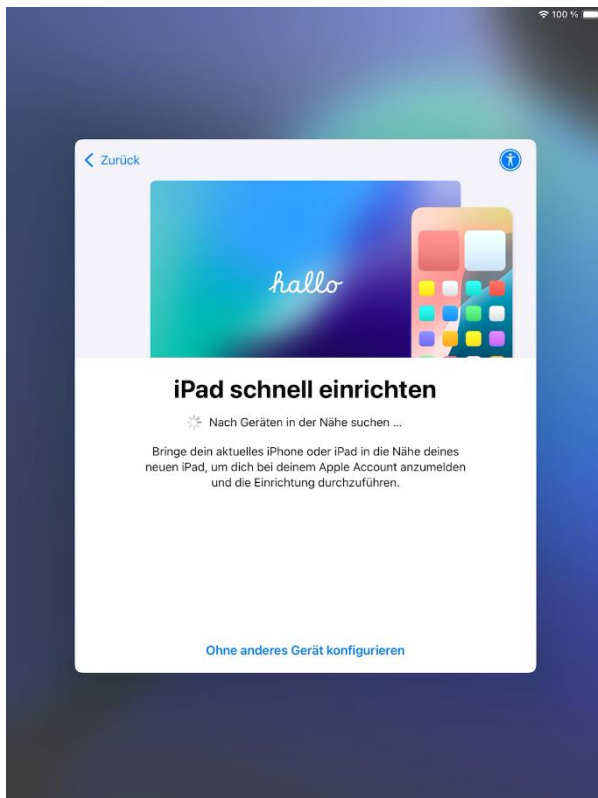 100 %
Zurück
hallo
iPad schnell einrichten
Nach Geräten in der Nähe suchen ...
Bringe dein aktuelles iPhone oder iPad in die Nähe deines
neuen iPad, um dich bei deinem Apple Account anzumelden
und die Einrichtung durchzuführen.
Ohne anderes Gerät konfigurieren